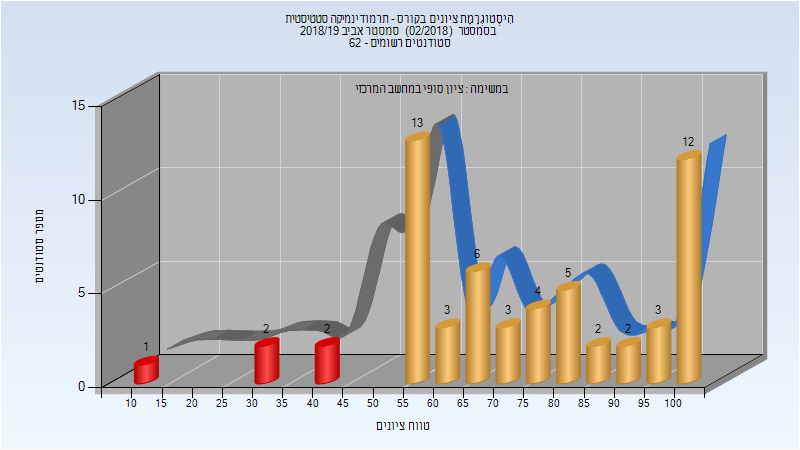 היסטוגרמת ציונים בקורס - תרמודינמיקה סטטיסטית
בסמסטר (02/2018) סמסטר אביב 2018/19
סטודנטים רשומים - 62
במשימה : ציון סופי במחשב המרכזי
15
10
5
0
מספר סטודנטים
1
2
2
13
3
6
3
4
5
2
2
3
12
10 20 25 30 35 40 45 50 55 60 65 70 75 80 85 90 95 100
טווח ציונים